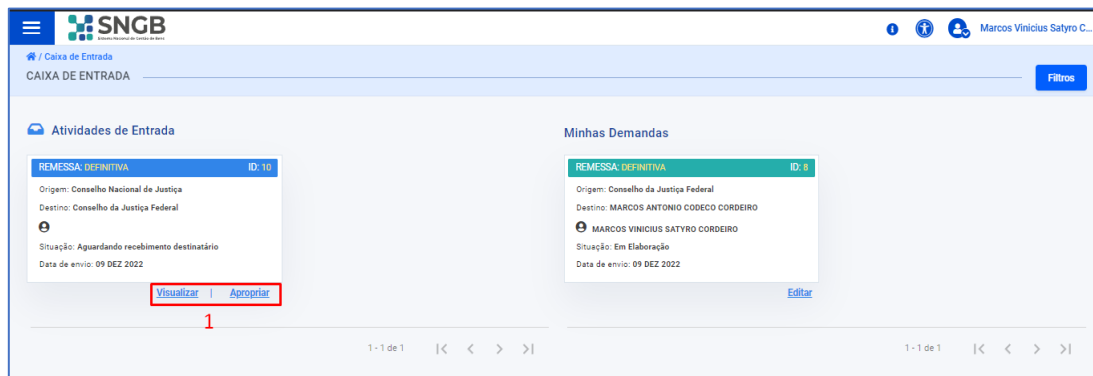 SNGB
Sistema Nacional de Gestão de Bens
Marcos Vinicius Satyro C...
/ Caixa de Entrada
CAIXA DE ENTRADA
Filtros
Atividades de Entrada
REMESSA: DEFINITIVA ID: 10
Origem: Conselho Nacional de Justiça
Destino: Conselho da Justiça Federal
Situação: Aguardando recebimento destinatário
Data de envio: 09 DEZ 2022
Visualizar | Apropriar
1
1 - 1 de 1
Minhas Demandas
REMESSA: DEFINITIVA ID: 8
Origem: Conselho da Justiça Federal
Destino: MARCOS ANTONIO CODECO CORDEIRO
MARCOS VINICIUS SATYRO CORDEIRO
Situação: Em Elaboração
Data de envio: 09 DEZ 2022
Editar
1 - 1 de 1